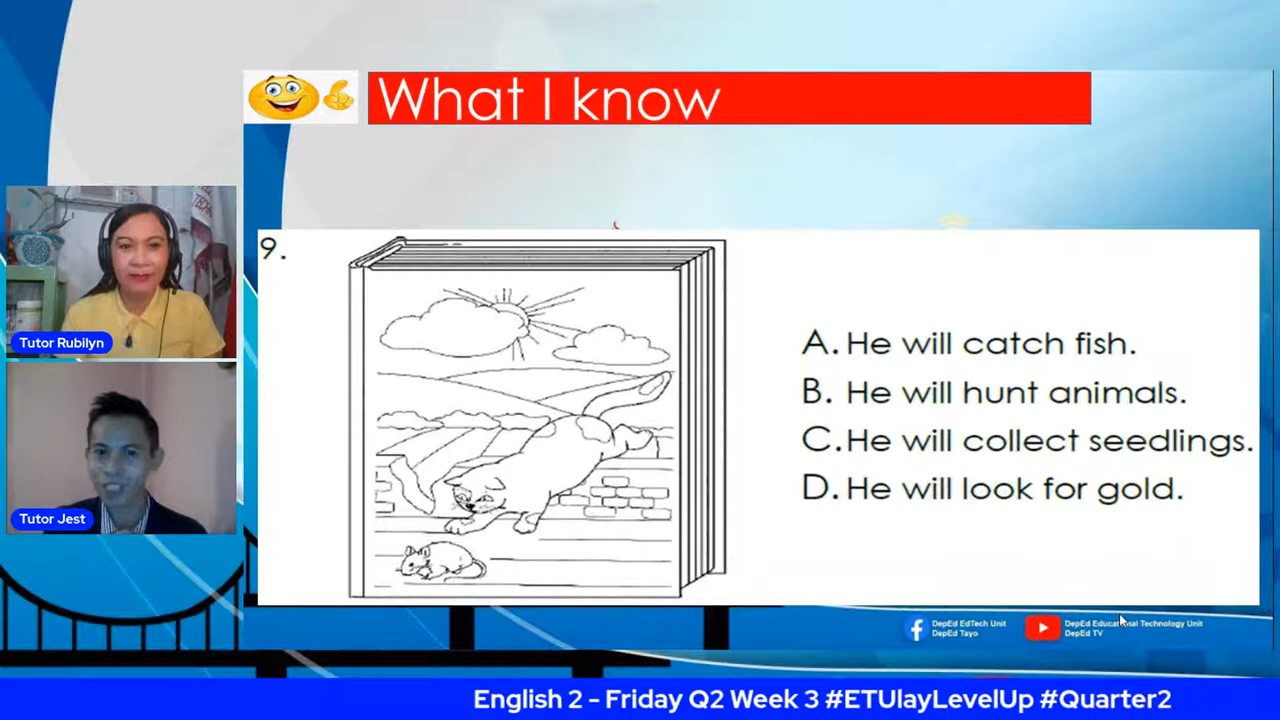 What I know
9.
A. He will catch fish.
B. He will hunt animals.
C. He will collect seedlings.
D. He will look for gold.
Tutor Rubilyn
Tutor Jest
DepEd EdTech Unit
DepEd Tayo
DepEd Educational Technology Unit
DepEd TV
English 2 - Friday Q2 Week 3 #ETUlayLevelUp #Quarter2